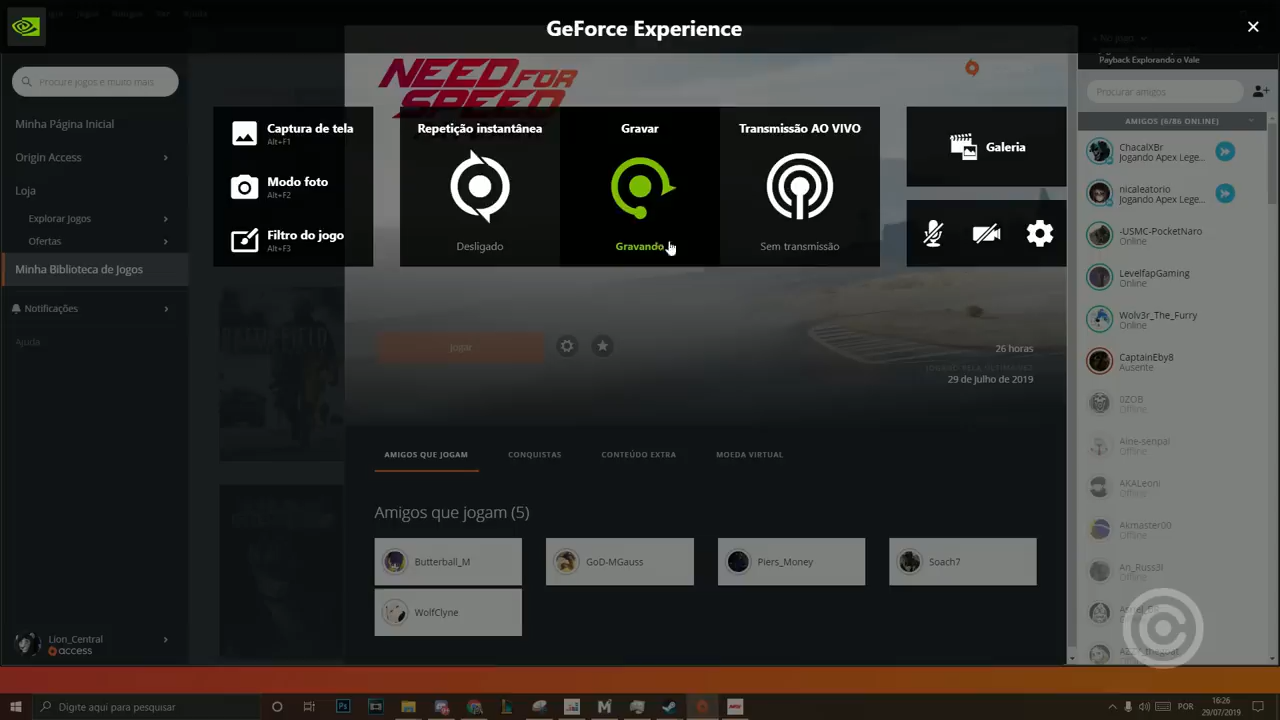 GeForce Experience
No jogo
Payback Explorando o Vale
Procure jogos e muito mais
Procurar amigos
NEED FOR
SPEED
Minha Página Inicial
Origin Access
Loja
Explorar Jogos
Ofertas
Minha Biblioteca de Jogos
Notificações
Ajuda
Captura de tela
Alt+F1
Modo foto
Alt+F2
Filtro do jogo
Alt+F3
Repetição instantânea
Desligado
Gravar
Gravando
Transmissão AO VIVO
Sem transmissão
Galeria
AMIGOS (6/86 ONLINE)
ChacalXBr
Jogando Apex Lege...
nicaleatorio
Jogando Apex Lege...
-USMC-PocketNaro
Online
LevelfapGaming
Online
Wolv3r_The_Furry
Online
CaptainEby8
Ausente
Offline
Aine-senpai
Offline
AKALeoni
Offline
Akmaster00
Offline
An_Russ3l
Offline
Offline
Jogar
26 horas
29 de Julho de 2019
AMIGOS QUE JOGAM
CONQUISTAS
CONTEÚDO EXTRA
MOEDA VIRTUAL
Amigos que jogam (5)
Butterball_M
GoD-MGauss
Piers_Money
Soach7
WolfClyne
Lion_Central
access
Digite aqui para pesquisar
POR
16:26
29/07/2019